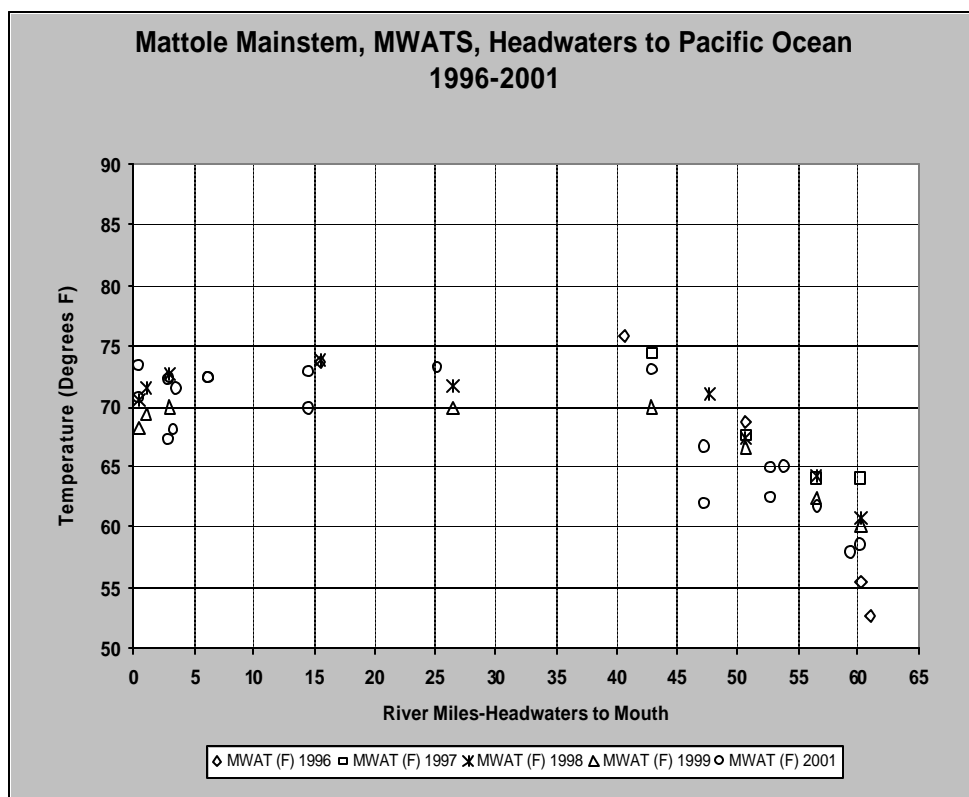 Mattole Mainstem, MWATS, Headwaters to Pacific Ocean
1996-2001
90
85
80
75
70
65
60
55
50
Temperature (Degrees F)
0 5 10 15 20 25 30 35 40 45 50 55 60 65
River Miles-Headwaters to Mouth
MWAT (F) 1996 MWAT (F) 1997 MWAT (F) 1998 MWAT (F) 1999 MWAT (F) 2001